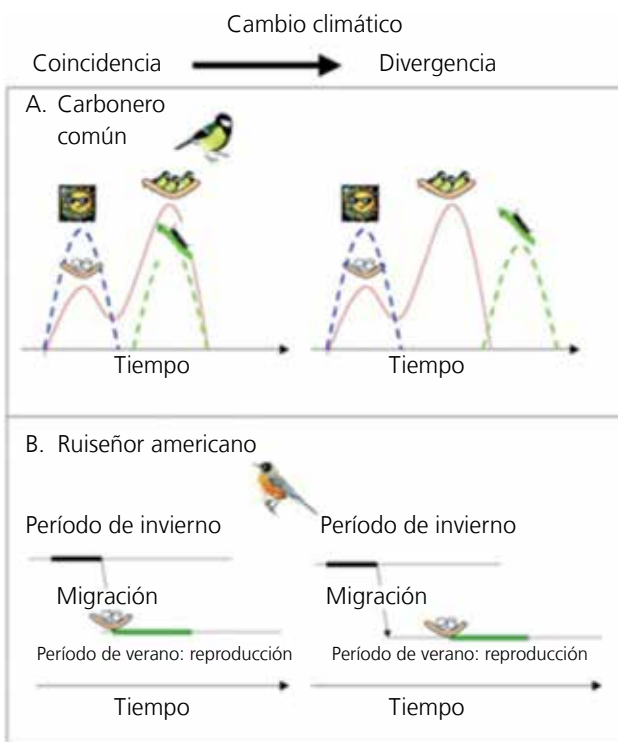 Cambio climático
Coincidencia Divergencia
A. Carbonero
común
Tiempo Tiempo
B. Ruiseñor americano
Período de invierno Período de invierno
Migración Migración
Período de verano: reproducción Período de verano: reproducción
Tiempo Tiempo